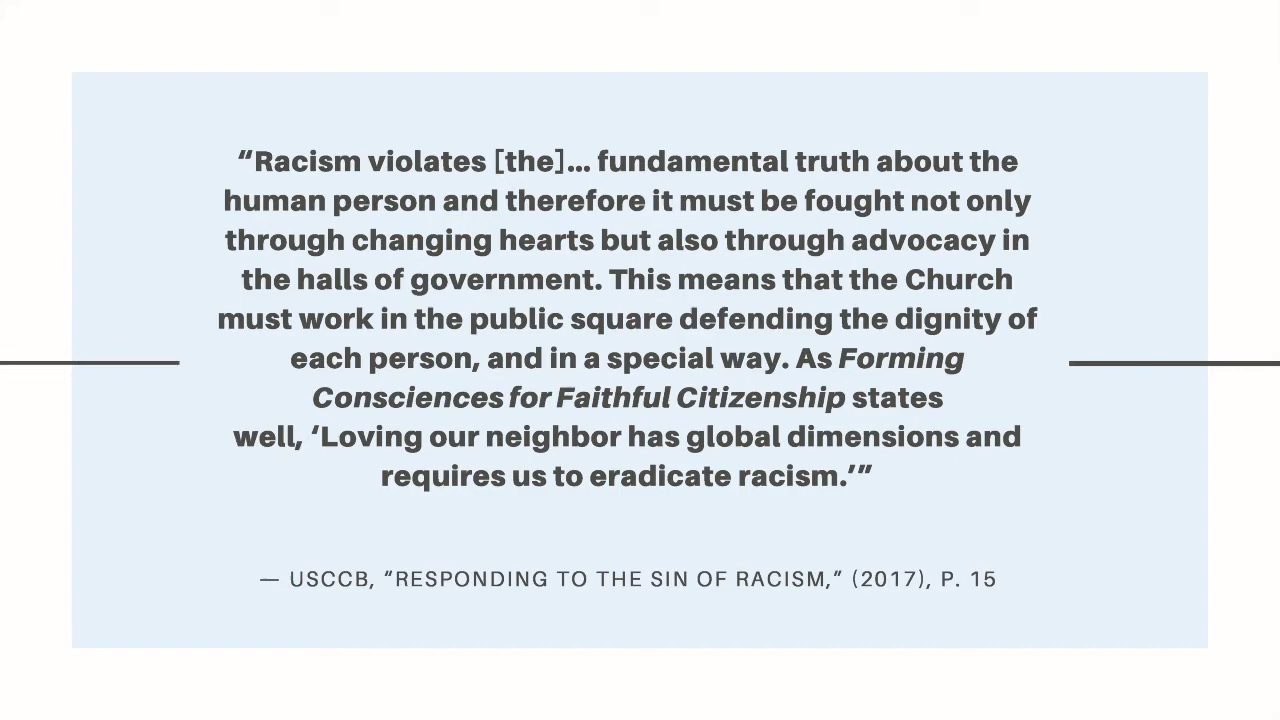 “Racism violates [the]... fundamental truth about the
human person and therefore it must be fought not only
through changing hearts but also through advocacy in
the halls of government. This means that the Church
must work in the public square defending the dignity of
each person, and in a special way. As Forming
Consciences for Faithful Citizenship states
well, ‘Loving our neighbor has global dimensions and
requires us to eradicate racism.’”
— USCCB, “RESPONDING TO THE SIN OF RACISM,” (2017), P. 15